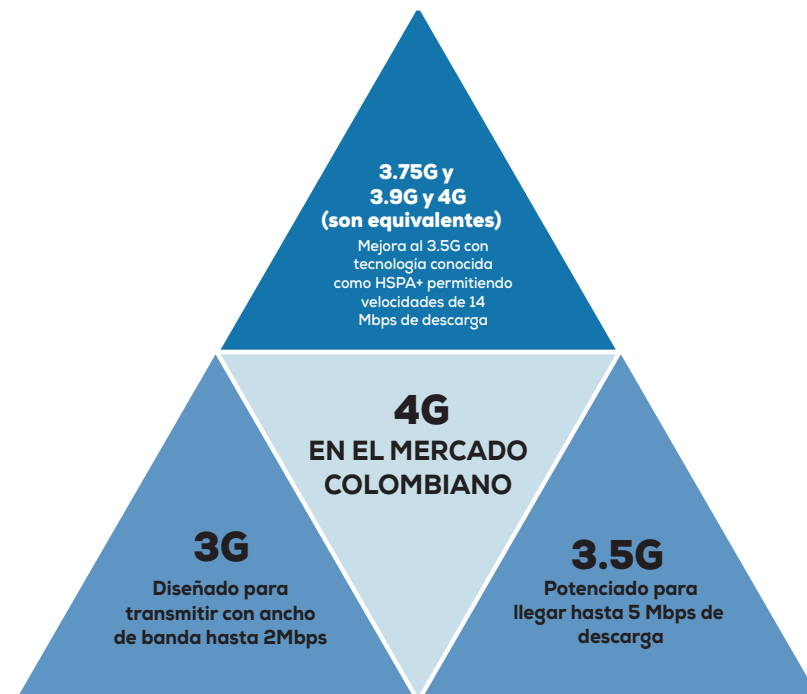 3.75G y
3.9G y 4G
(son equivalentes)
Mejora al 3.5G con
tecnología conocida
como HSPA+ permitiendo
velocidades de 14
Mbps de descarga
4G
EN EL MERCADO
COLOMBIANO
3G
Diseñado para
transmitir con ancho
de banda hasta 2Mbps
3.5G
Potenciado para
llegar hasta 5 Mbps de
descarga